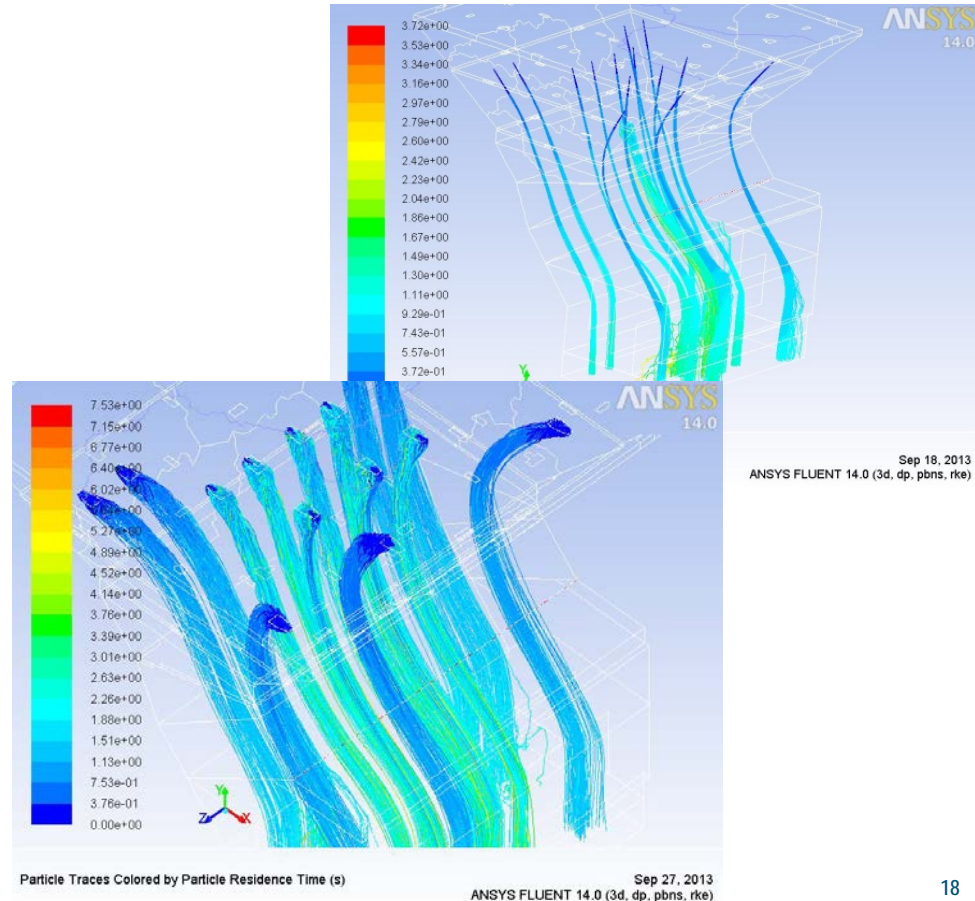 ANSYS
14.0
3.72e+00
3.53e+00
3.34e+00
3.16e+00
2.97e+00
2.79e+00
2.60e+00
2.42e+00
2.23e+00
2.04e+00
1.86e+00
1.67e+00
1.49e+00
1.30e+00
1.11e+00
9.29e-01
7.43e-01
5.57e-01
3.72e-01
Y
Sep 18, 2013
ANSYS FLUENT 14.0 (3d, dp, pbns, rke)
ANSYS
14.0
7.53e+00
7.15e+00
6.77e+00
6.40e+00
6.02e+00
5.27e+00
4.89e+00
4.52e+00
4.14e+00
3.76e+00
3.39e+00
3.01e+00
2.63e+00
2.26e+00
1.88e+00
1.51e+00
1.13e+00
7.53e-01
3.76e-01
0.00e+00
Y
Z X
Particle Traces Colored by Particle Residence Time (s)
Sep 27, 2013
ANSYS FLUENT 14.0 (3d, dp, pbns, rke)
18